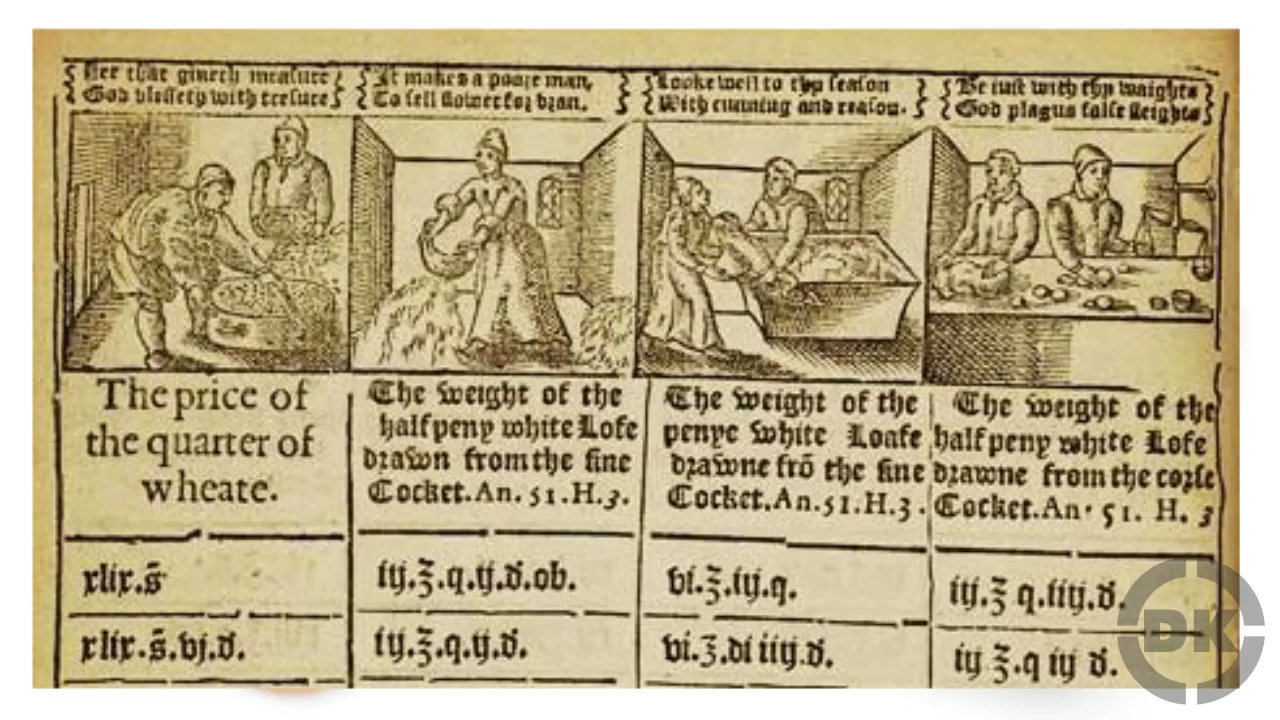 Hee that giueth measure
God blesseth with tresure
It makes a poore man,
To sell flower for bran.
Looke well to thy season
With cunning and reason.
Be iust with thy waights
God plagus false sleights
The price of
the quarter of
wheate.
The weight of the
halfpeny white Lofe
drawn from the fine
Cocket.An.51.H.3.
The weight of the
penye white Loafe
drawne frō the fine
Cocket.An.51.H.3.
The weight of the
halfpeny white Lofe
drawne from the corse
Cocket.An. 51. H. 3
xlix.s̄
iij.℥.q.ij.d.ob.
vi.℥.iij.q.
iij.℥ q.iiij.d.
xlix.s̄.vj.d.
iij.℥.q.ij.d.
vi.℥.di iiij.d.
iij ℥.q iij d.
DK